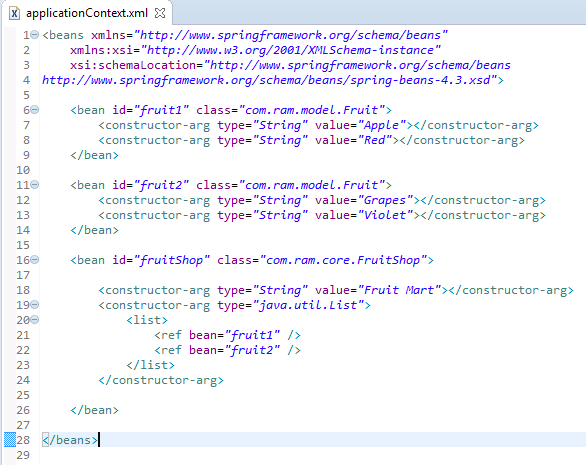 applicationContext.xml
1 <beans xmlns="http://www.springframework.org/schema/beans"
2     xmlns:xsi="http://www.w3.org/2001/XMLSchema-instance"
3     xsi:schemaLocation="http://www.springframework.org/schema/beans
4 http://www.springframework.org/schema/beans/spring-beans-4.3.xsd">
5
6     <bean id="fruit1" class="com.ram.model.Fruit">
7         <constructor-arg type="String" value="Apple"></constructor-arg>
8         <constructor-arg type="String" value="Red"></constructor-arg>
9     </bean>
10
11     <bean id="fruit2" class="com.ram.model.Fruit">
12         <constructor-arg type="String" value="Grapes"></constructor-arg>
13         <constructor-arg type="String" value="Violet"></constructor-arg>
14     </bean>
15
16     <bean id="fruitShop" class="com.ram.core.FruitShop">
17
18         <constructor-arg type="String" value="Fruit Mart"></constructor-arg>
19         <constructor-arg type="java.util.List">
20             <list>
21                 <ref bean="fruit1" />
22                 <ref bean="fruit2" />
23             </list>
24         </constructor-arg>
25
26     </bean>
27
28 </beans>
29